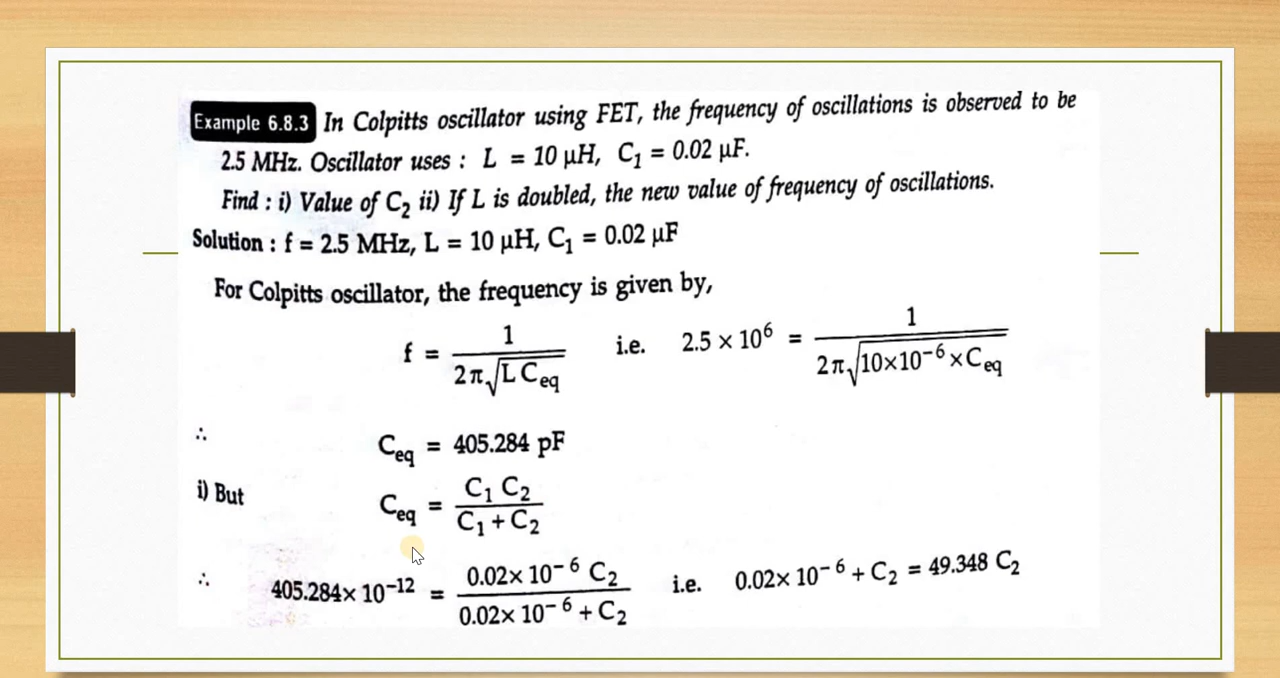 Example 6.8.3 In Colpitts oscillator using FET, the frequency of oscillations is observed to be
2.5 MHz. Oscillator uses : L = 10 μH, C₁ = 0.02 μF.
Find : i) Value of C₂ ii) If L is doubled, the new value of frequency of oscillations.
Solution : f = 2.5 MHz, L = 10 μH, C₁ = 0.02 μF
For Colpitts oscillator, the frequency is given by,
f = 1 / (2π√(L C_eq)) i.e. 2.5 × 10⁶ = 1 / (2π√(10×10⁻⁶×C_eq))
∴ C_eq = 405.284 pF
i) But C_eq = C₁ C₂ / (C₁ + C₂)
∴ 405.284× 10⁻¹² = 0.02× 10⁻⁶ C₂ / (0.02× 10⁻⁶ + C₂) i.e. 0.02× 10⁻⁶ + C₂ = 49.348 C₂